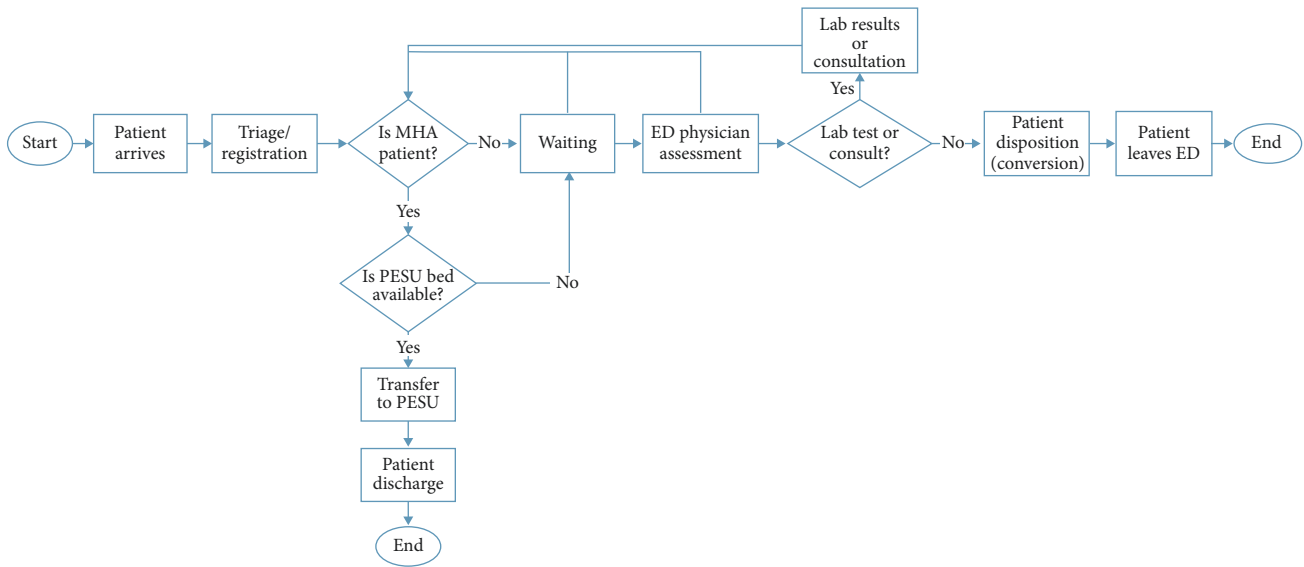 Lab results
or
consultation
Yes
Start
Patient
arrives
Triage/
registration
Is MHA
patient?
No
Waiting
ED physician
assessment
Lab test or
consult?
No
Patient
disposition
(conversion)
Patient
leaves ED
End
Yes
Is PESU bed
available?
No
Yes
Transfer
to PESU
Patient
discharge
End